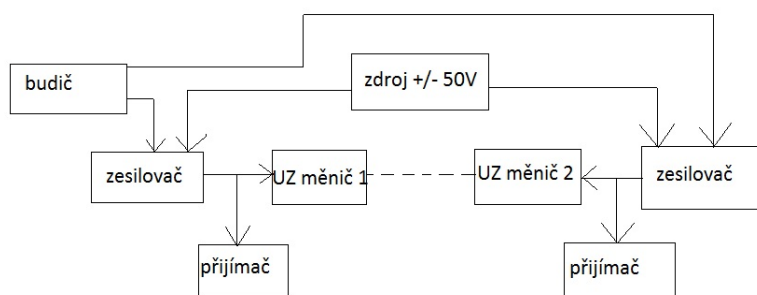 budič
zdroj +/- 50V
zesilovač
UZ měnič 1
UZ měnič 2
zesilovač
přijímač
přijímač